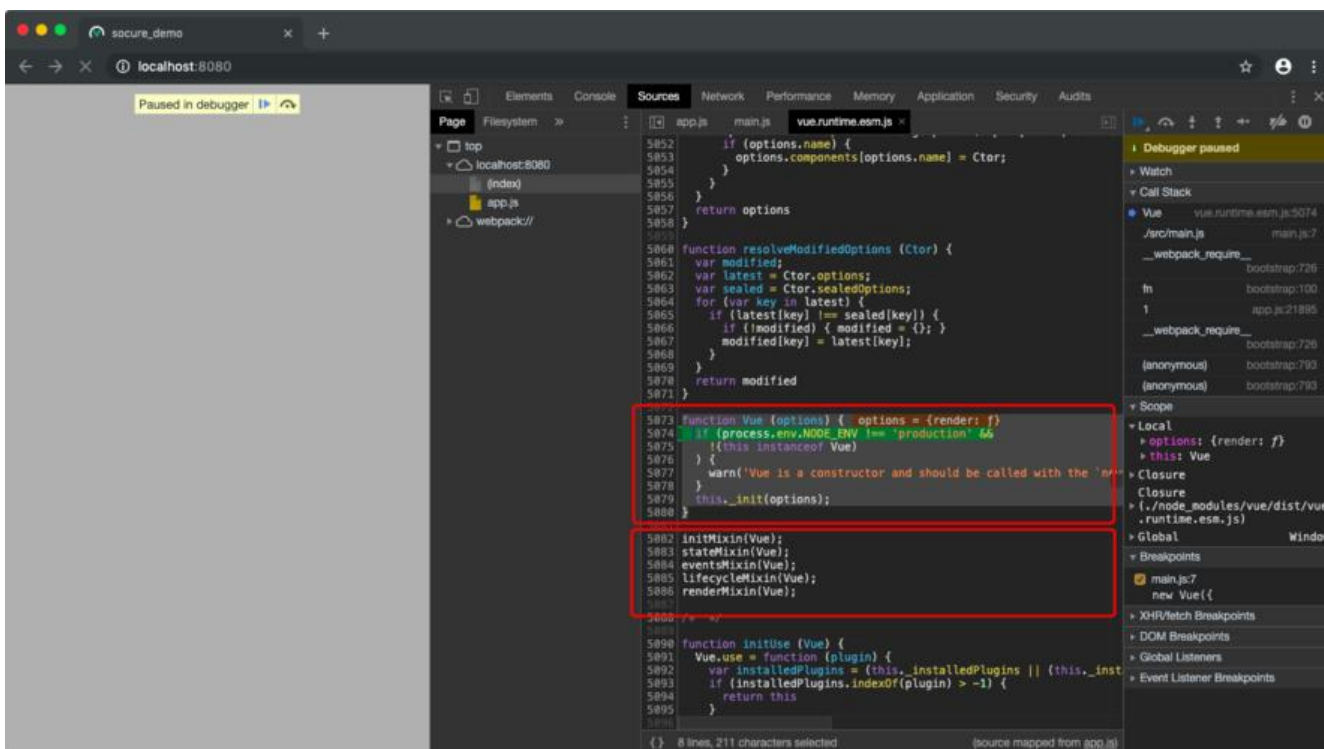 socure_demo
localhost:8080
Paused in debugger
Elements Console Sources Network Performance Memory Application Security Audits
Page Filesystem »
app.js main.js vue.runtime.esm.js ×
top
localhost:8080
(index)
app.js
webpack://
5052 if (options.name) {
5053 options.components[options.name] = Ctor;
5054 }
5055 }
5056 }
5057 return options
5058 }
5059
5060 function resolveModifiedOptions (Ctor) {
5061 var modified;
5062 var latest = Ctor.options;
5063 var sealed = Ctor.sealedOptions;
5064 for (var key in latest) {
5065 if (latest[key] !== sealed[key]) {
5066 if (!modified) { modified = {}; }
5067 modified[key] = latest[key];
5068 }
5069 }
5070 return modified
5071 }
5073 function Vue (options) { options = {render: ƒ}
5074 if (process.env.NODE_ENV !== 'production' &&
5075 !(this instanceof Vue)
5076 ) {
5077 warn('Vue is a constructor and should be called with the `new
5078 }
5079 this._init(options);
5080 }
5082 initMixin(Vue);
5083 stateMixin(Vue);
5084 eventsMixin(Vue);
5085 lifecycleMixin(Vue);
5086 renderMixin(Vue);
5087
5088 /* */
5089
5090 function initUse (Vue) {
5091 Vue.use = function (plugin) {
5092 var installedPlugins = (this._installedPlugins || (this._inst
5093 if (installedPlugins.indexOf(plugin) > -1) {
5094 return this
5095 }
5096
{} 8 lines, 211 characters selected (source mapped from app.js)
Debugger paused
Watch
Call Stack
Vue vue.runtime.esm.js:5074
./src/main.js main.js:7
__webpack_require__
bootstrap:726
fn bootstrap:100
1 app.js:21895
__webpack_require__
bootstrap:726
(anonymous) bootstrap:793
(anonymous) bootstrap:793
Scope
Local
options: {render: ƒ}
this: Vue
Closure
Closure
(./node_modules/vue/dist/vue
.runtime.esm.js)
Global Windo
Breakpoints
main.js:7
new Vue({
XHR/fetch Breakpoints
DOM Breakpoints
Global Listeners
Event Listener Breakpoints